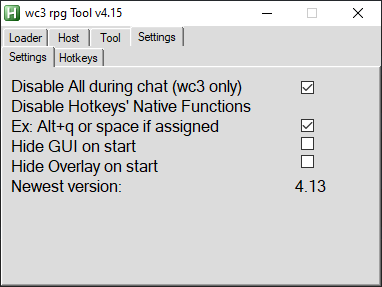 wc3 rpg Tool v4.15
Loader Host Tool Settings
Settings Hotkeys
Disable All during chat (wc3 only)
Disable Hotkeys' Native Functions
Ex: Alt+q or space if assigned
Hide GUI on start
Hide Overlay on start
Newest version: 4.13